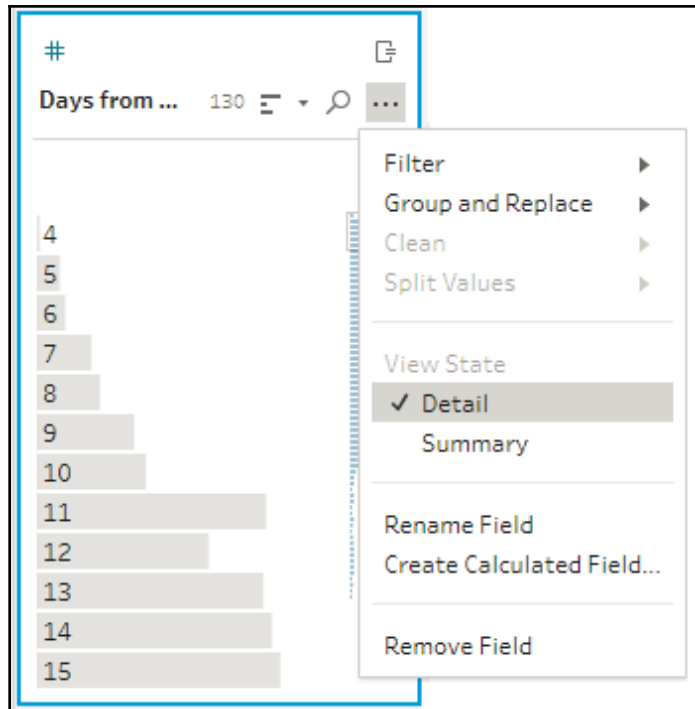 #
Days from ... 130
4
5
6
7
8
9
10
11
12
13
14
15
Filter
Group and Replace
Clean
Split Values
View State
✓ Detail
Summary
Rename Field
Create Calculated Field...
Remove Field